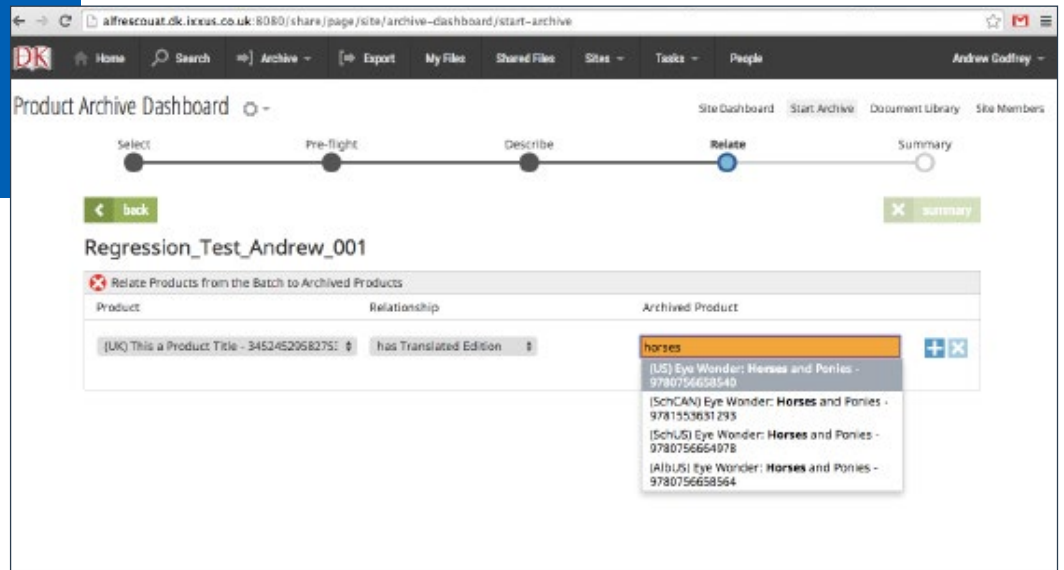 alfrescouat.dk.ixxus.co.uk:8080/share/page/site/archive-dashboard/start-archive
DK Home Search Archive Export My Files Shared Files Sites Tasks People Andrew Godfrey
Product Archive Dashboard Site Dashboard Start Archive Document Library Site Members
Select Pre-flight Describe Relate Summary
back summary
Regression_Test_Andrew_001
Relate Products from the Batch to Archived Products
Product Relationship Archived Product
(UK) This a Product Title - 34524529582753 has Translated Edition horses
(US) Eye Wonder: Horses and Ponies -
9780756658540
(SchCAN) Eye Wonder: Horses and Ponies -
9781553631293
(SchUS) Eye Wonder: Horses and Ponies -
9780756664978
(AlbUS) Eye Wonder: Horses and Ponies -
9780756658564